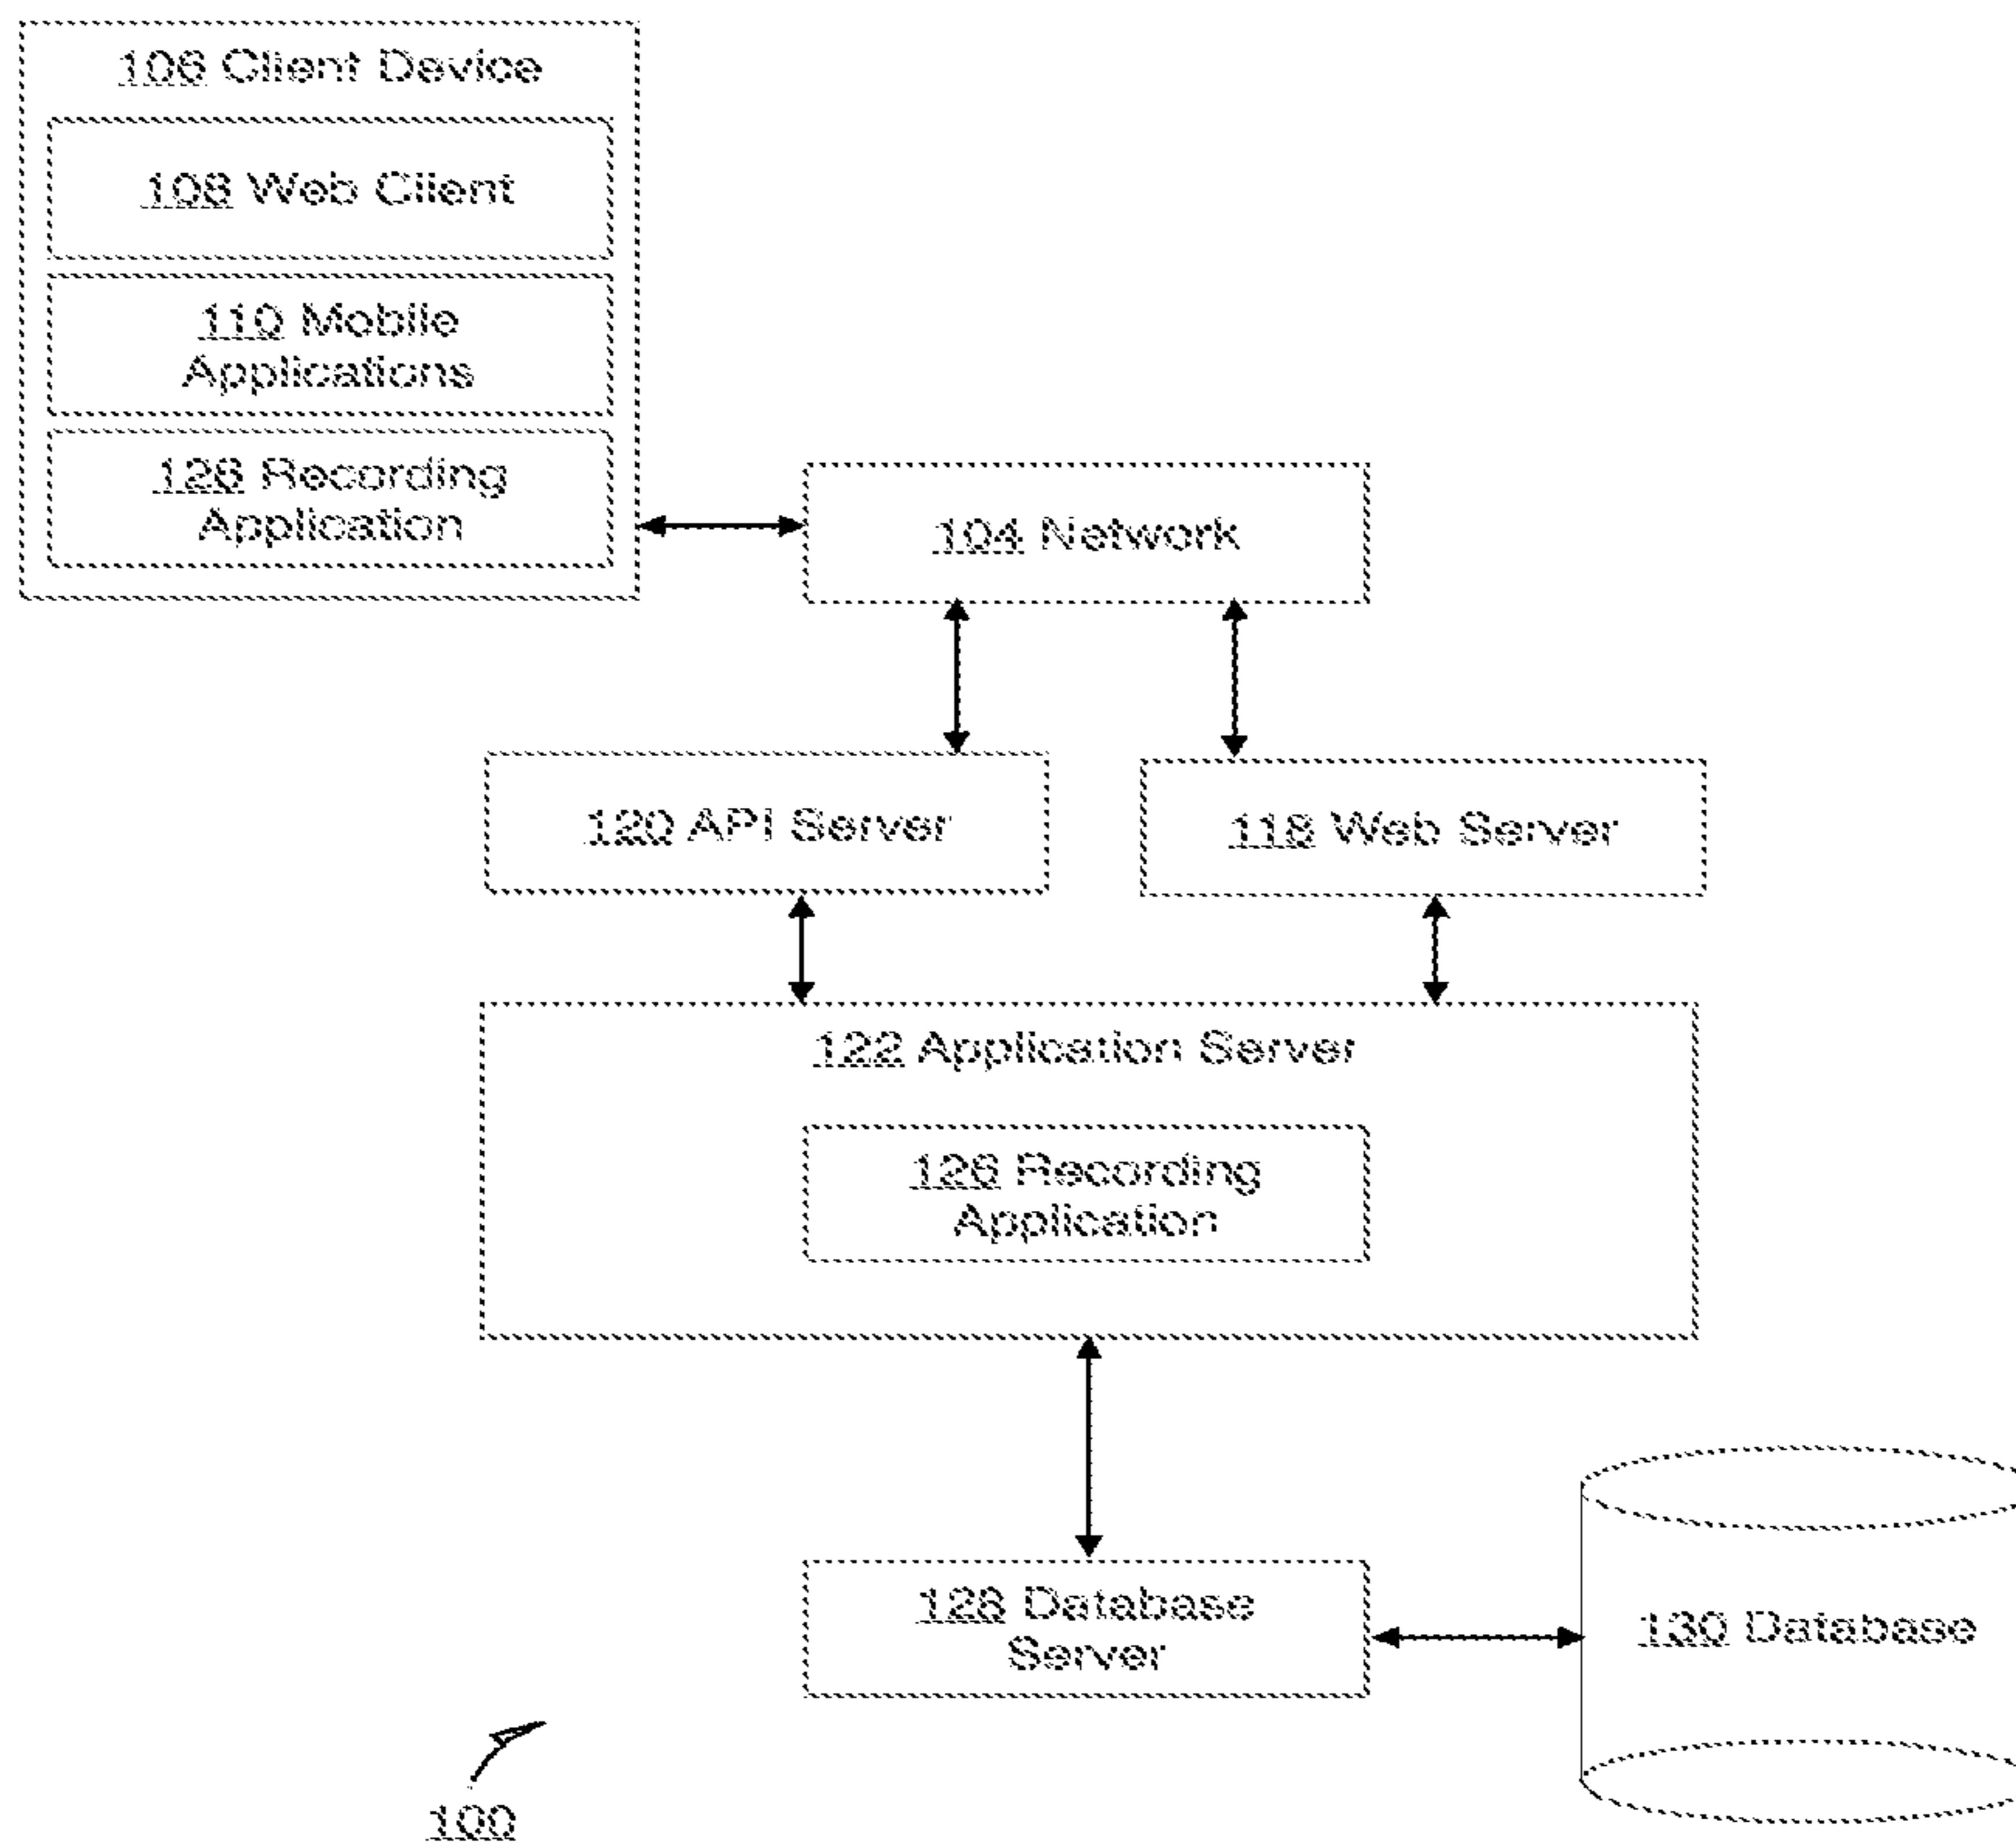 106 Client Device
108 Web Client
110 Mobile
Applications
126 Recording
Application
104 Network
120 API Server
118 Web Server
122 Application Server
126 Recording
Application
128 Database
Server
130 Database
100